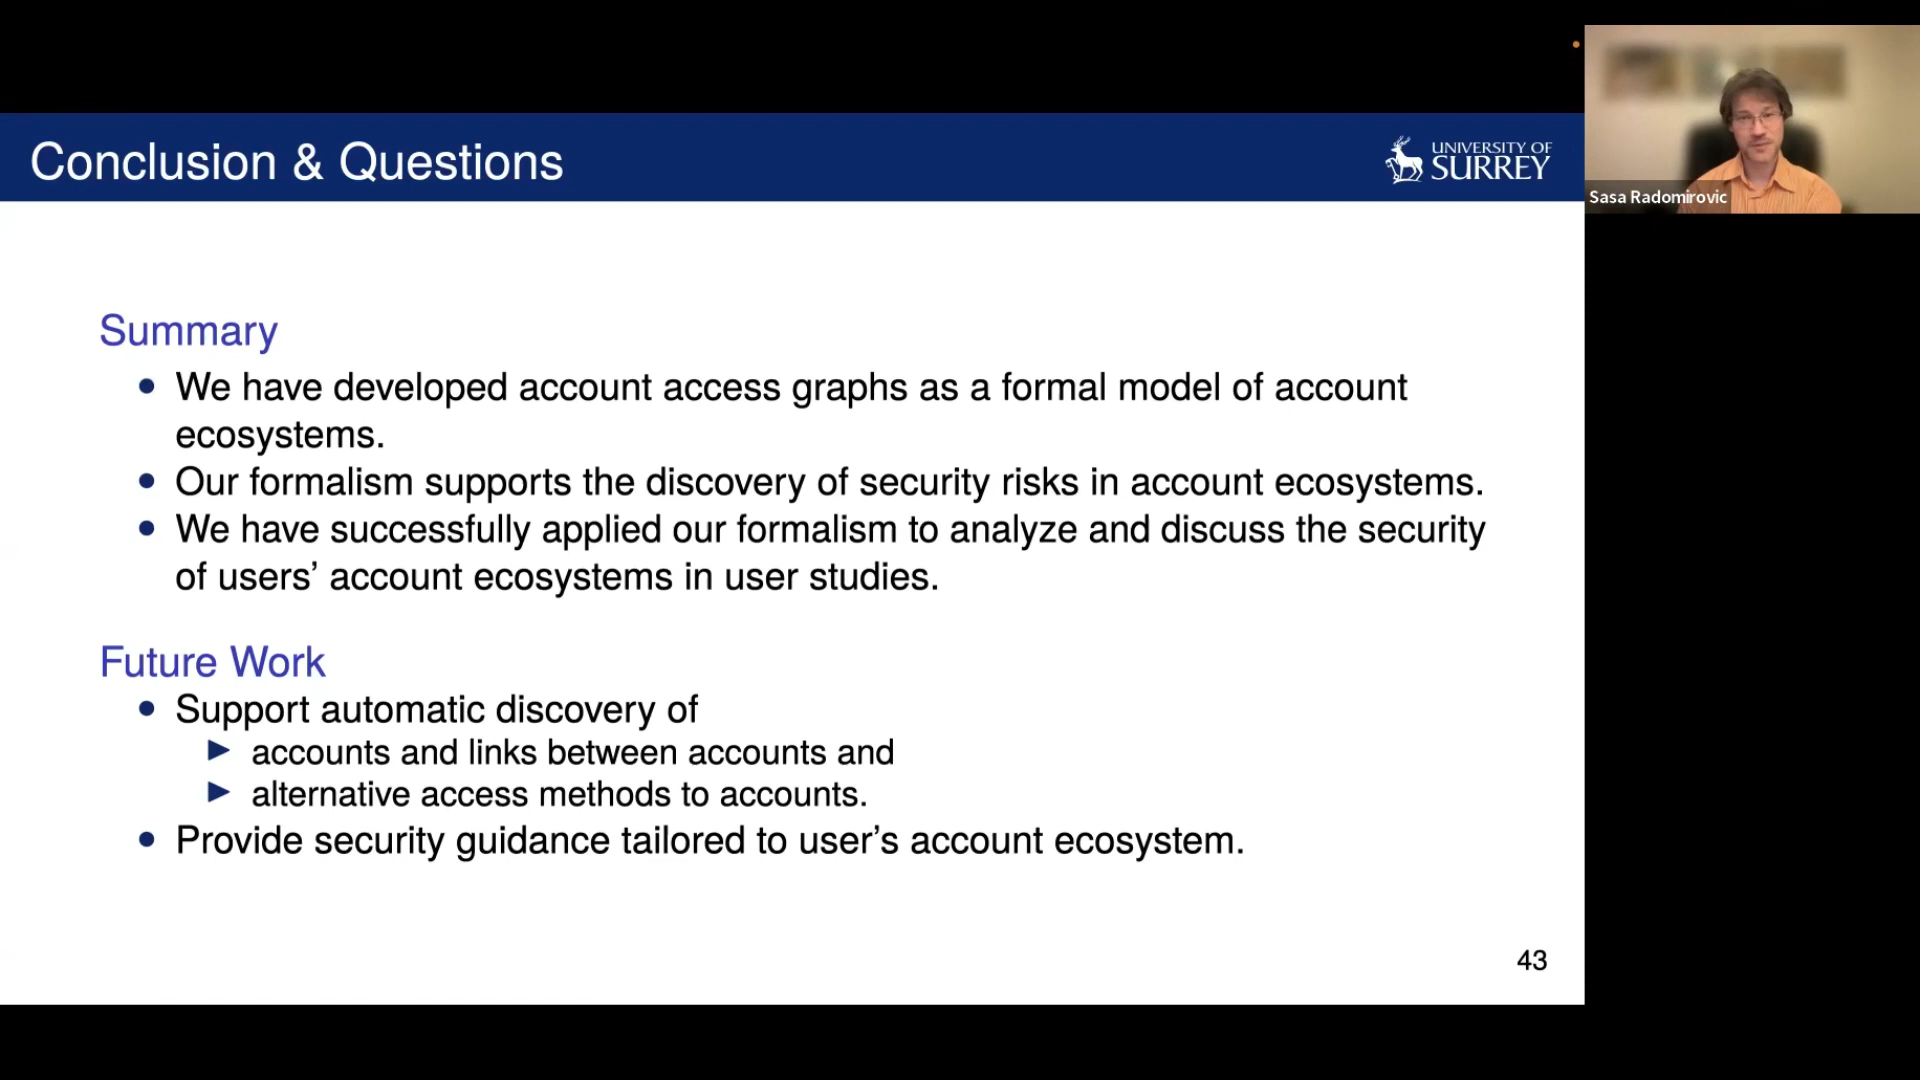 Conclusion & Questions
UNIVERSITY OF
SURREY
Sasa Radomirovic
Summary
• We have developed account access graphs as a formal model of account
ecosystems.
• Our formalism supports the discovery of security risks in account ecosystems.
• We have successfully applied our formalism to analyze and discuss the security
of users’ account ecosystems in user studies.
Future Work
• Support automatic discovery of
▶ accounts and links between accounts and
▶ alternative access methods to accounts.
• Provide security guidance tailored to user’s account ecosystem.
43